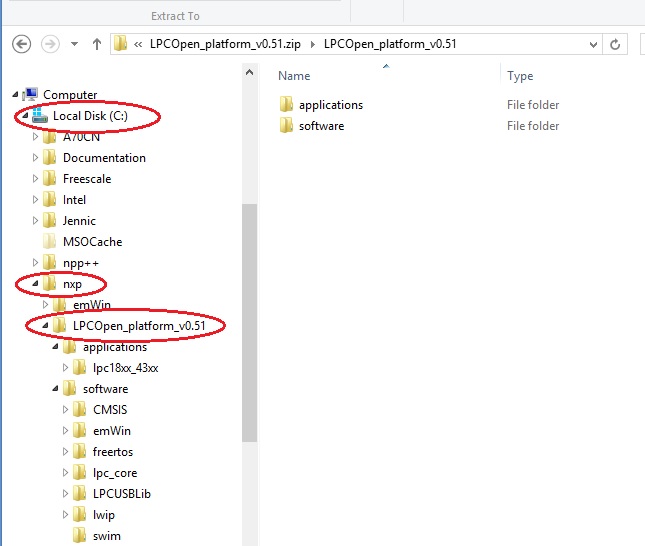 Extract To
« LPCOpen_platform_v0.51.zip LPCOpen_platform_v0.51
Computer
Local Disk (C:)
A70CN
Documentation
Freescale
Intel
Jennic
MSOCache
npp++
nxp
emWin
LPCOpen_platform_v0.51
applications
lpc18xx_43xx
software
CMSIS
emWin
freertos
lpc_core
LPCUSBLib
lwip
swim
Name Type
applications File folder
software File folder